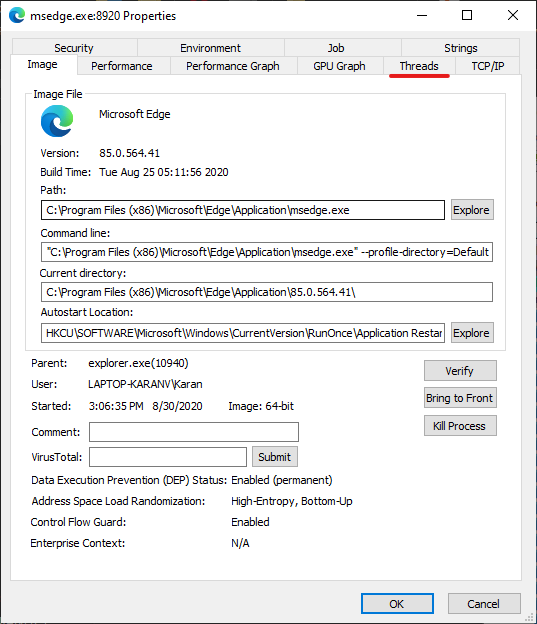 msedge.exe:8920 Properties
Security Environment Job Strings
Image Performance Performance Graph GPU Graph Threads TCP/IP
Image File
Microsoft Edge
Version: 85.0.564.41
Build Time: Tue Aug 25 05:11:56 2020
Path:
C:\Program Files (x86)\Microsoft\Edge\Application\msedge.exe Explore
Command line:
"C:\Program Files (x86)\Microsoft\Edge\Application\msedge.exe" --profile-directory=Default
Current directory:
C:\Program Files (x86)\Microsoft\Edge\Application\85.0.564.41\
Autostart Location:
HKCU\SOFTWARE\Microsoft\Windows\CurrentVersion\RunOnce\Application Restar Explore
Parent: explorer.exe(10940)
Verify
User: LAPTOP-KARANV\Karan
Bring to Front
Started: 3:06:35 PM 8/30/2020 Image: 64-bit
Kill Process
Comment:
VirusTotal: Submit
Data Execution Prevention (DEP) Status: Enabled (permanent)
Address Space Load Randomization: High-Entropy, Bottom-Up
Control Flow Guard: Enabled
Enterprise Context: N/A
OK Cancel